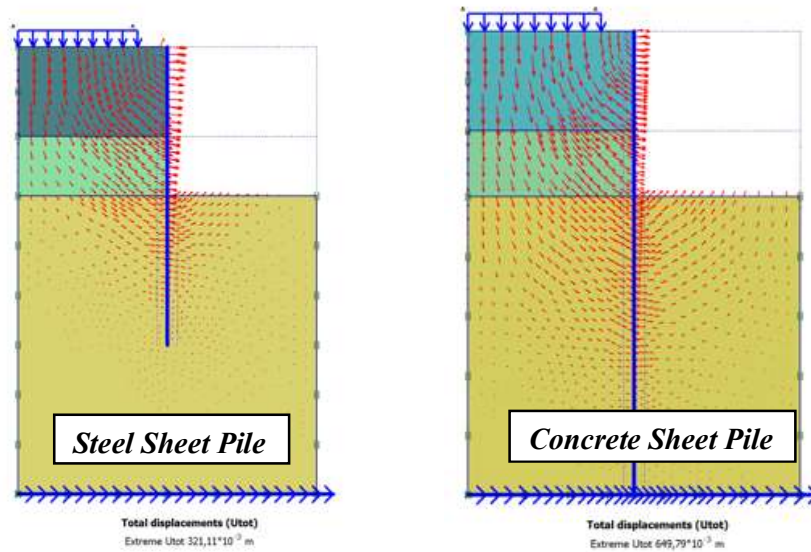 Steel Sheet Pile
Total displacements (Utot)
Extreme Utot 321,11*10⁻³ m
Concrete Sheet Pile
Total displacements (Utot)
Extreme Utot 649,79*10⁻³ m